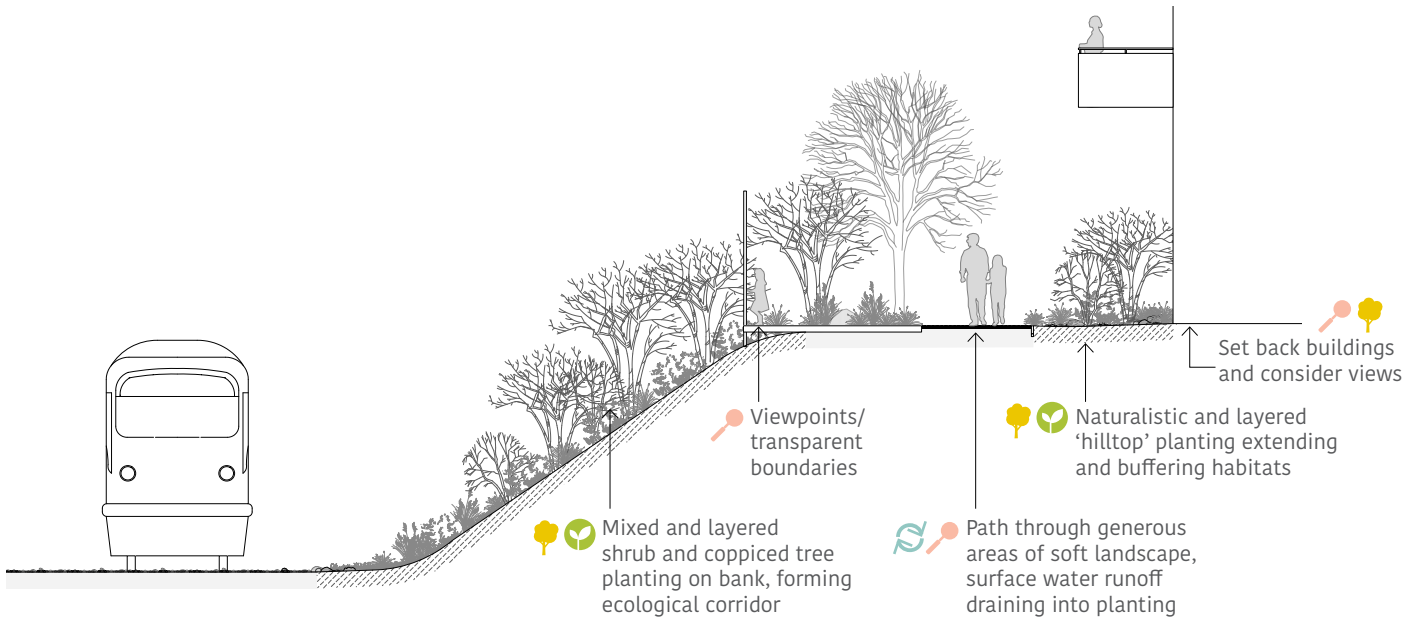 Set back buildings
and consider views
Viewpoints/
transparent
boundaries
Naturalistic and layered
‘hilltop’ planting extending
and buffering habitats
Mixed and layered
shrub and coppiced tree
planting on bank, forming
ecological corridor
Path through generous
areas of soft landscape,
surface water runoff
draining into planting